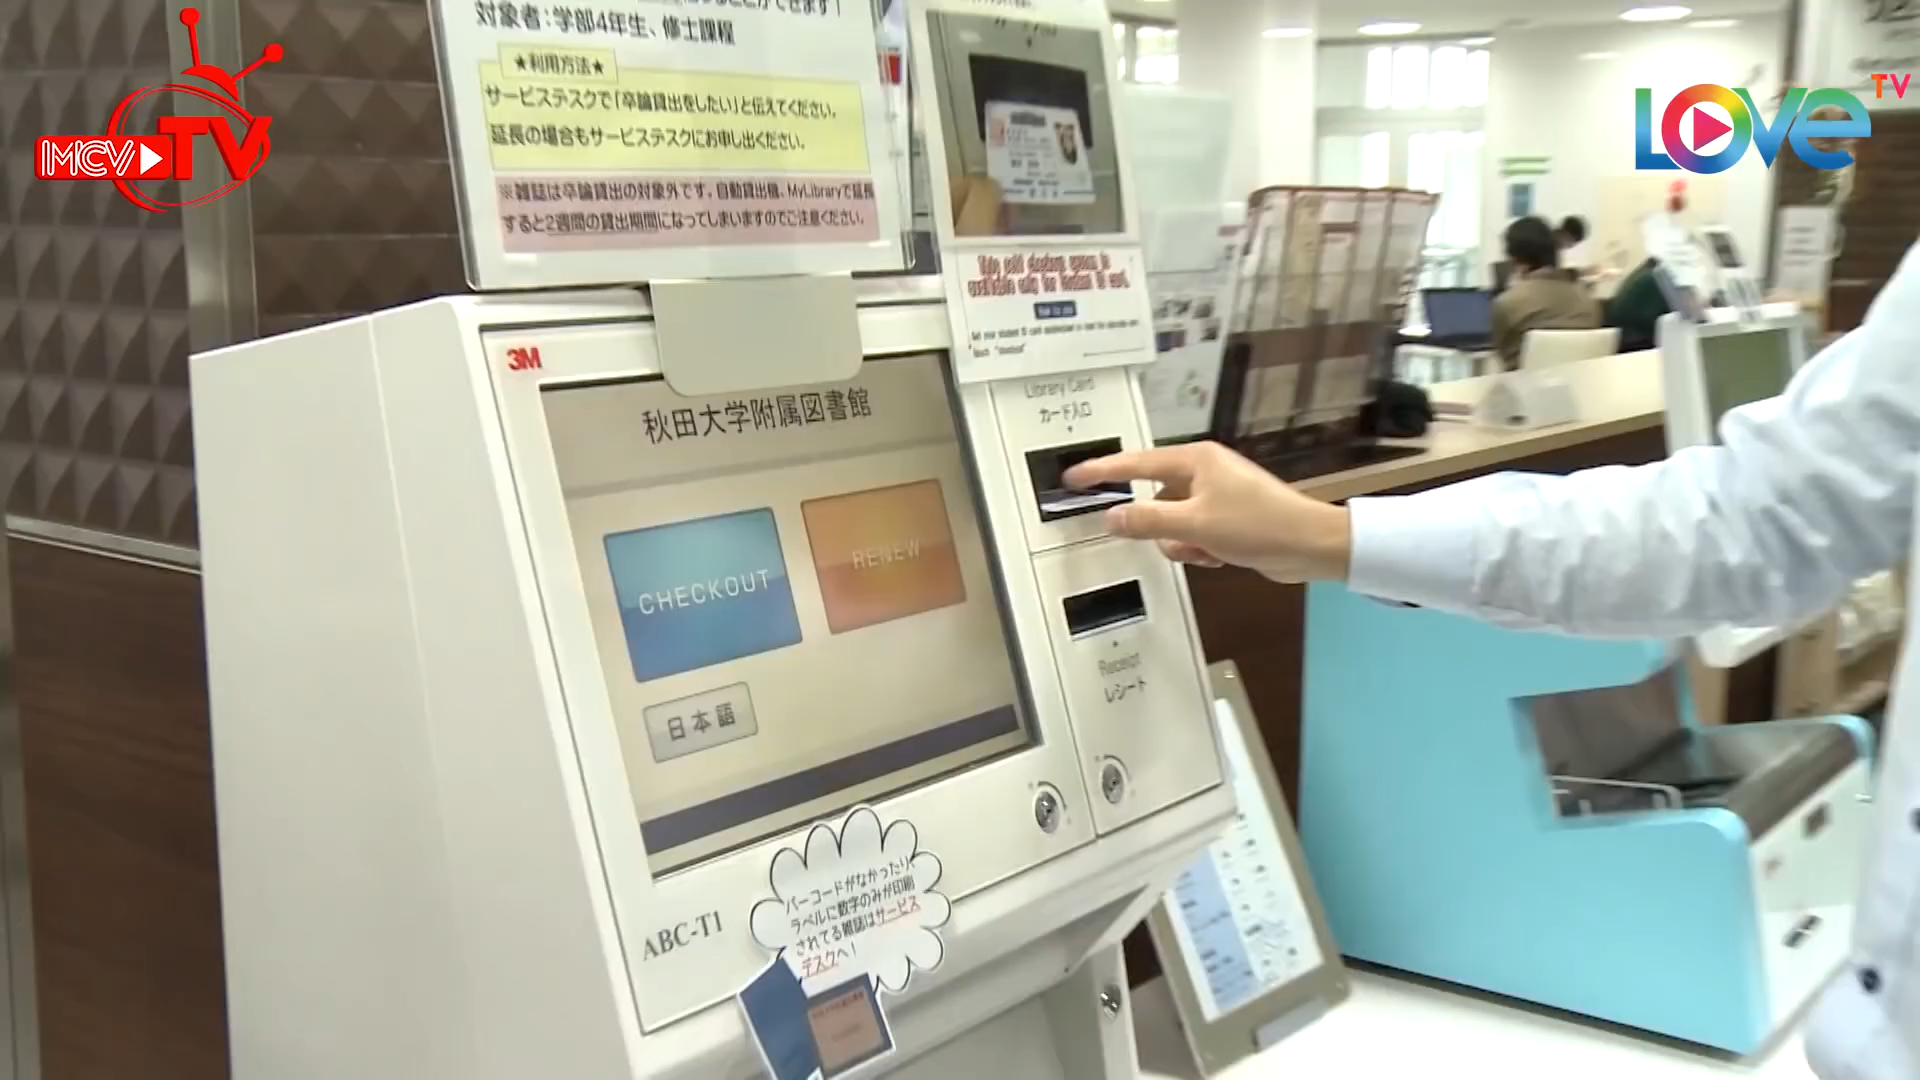 対象者：学部4年生、修士課程
★利用方法★
サービスデスクで「卒論貸出をしたい」と伝えてください。
延長の場合もサービスデスクにお申し出ください。
※雑誌は卒論貸出の対象外です。自動貸出機、MyLibraryで延長
すると2週間の貸出期間になってしまいますのでご注意ください。
MCV TV
LOVE TV
3M
秋田大学附属図書館
CHECKOUT
RENEW
日本語
Library Card
カード入口
Receipt
レシート
ABC-T1
バーコードがなかったり、
ラベルに数字のみが印刷
されてる雑誌はサービス
デスクへ！